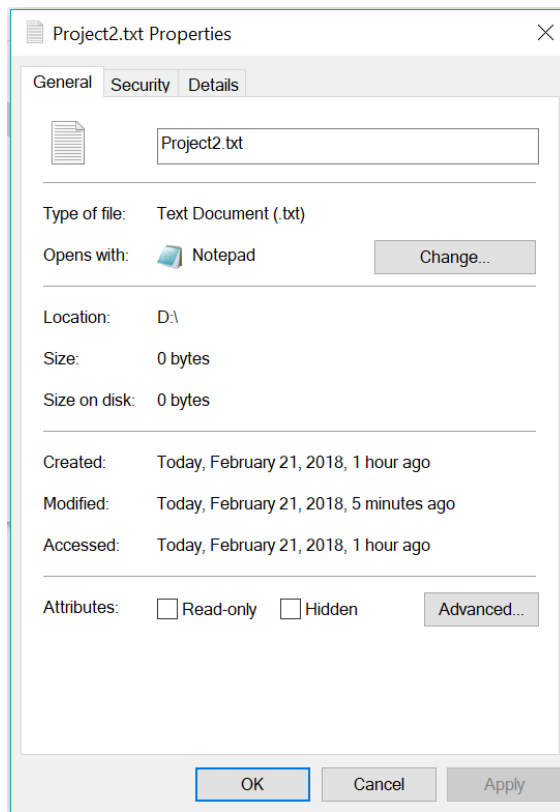 Project2.txt Properties
General Security Details
Project2.txt
Type of file: Text Document (.txt)
Opens with: Notepad Change...
Location: D:\
Size: 0 bytes
Size on disk: 0 bytes
Created: Today, February 21, 2018, 1 hour ago
Modified: Today, February 21, 2018, 5 minutes ago
Accessed: Today, February 21, 2018, 1 hour ago
Attributes: Read-only Hidden Advanced...
OK Cancel Apply